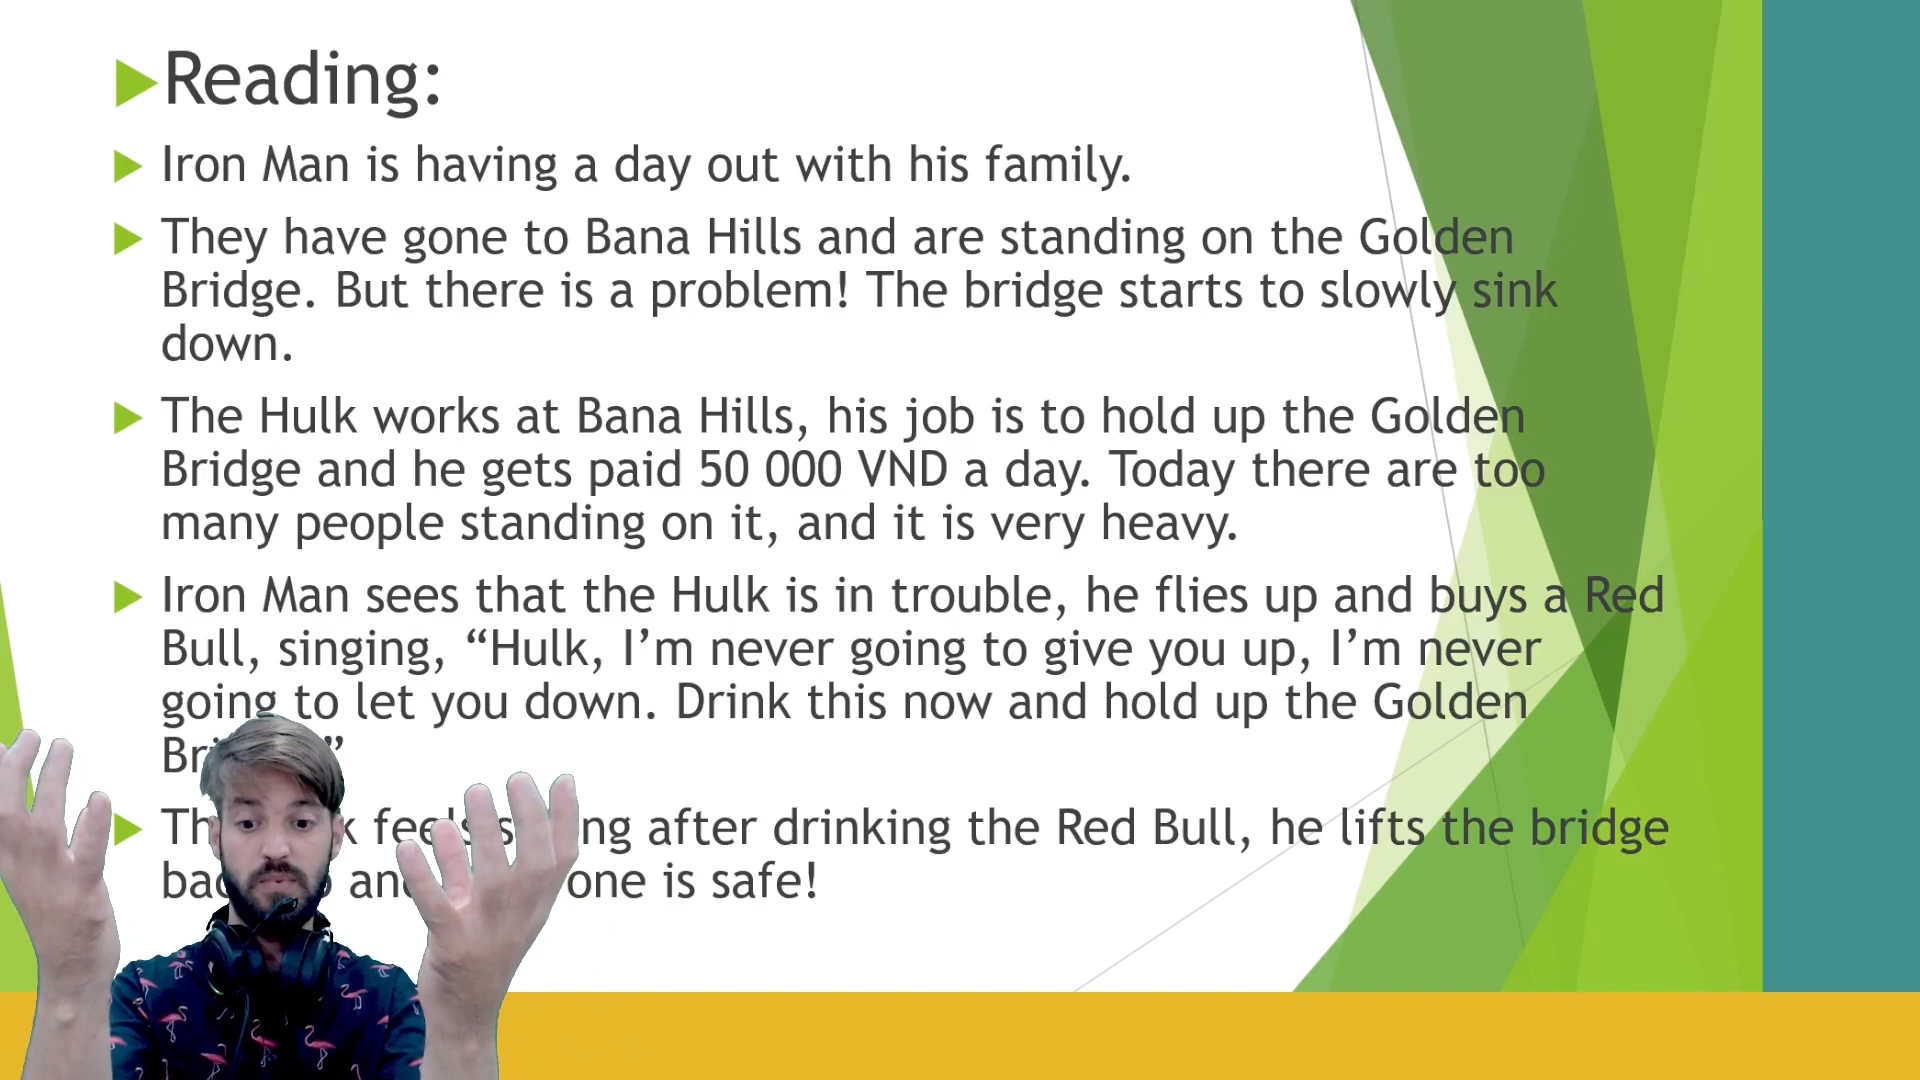 Reading:
Iron Man is having a day out with his family.
They have gone to Bana Hills and are standing on the Golden
Bridge. But there is a problem! The bridge starts to slowly sink
down.
The Hulk works at Bana Hills, his job is to hold up the Golden
Bridge and he gets paid 50 000 VND a day. Today there are too
many people standing on it, and it is very heavy.
Iron Man sees that the Hulk is in trouble, he flies up and buys a Red
Bull, singing, “Hulk, I’m never going to give you up, I’m never
going to let you down. Drink this now and hold up the Golden
feels after drinking the Red Bull, he lifts the bridge
is safe!